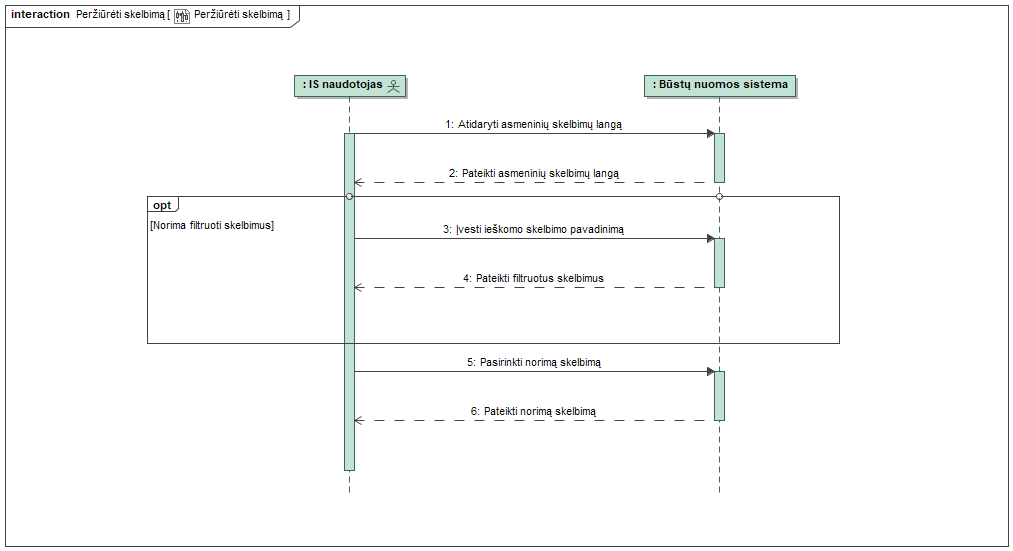 interaction Peržiūrėti skelbimą [ Peržiūrėti skelbimą ]
: IS naudotojas
: Būstų nuomos sistema
1: Atidaryti asmeninių skelbimų langą
2: Pateikti asmeninių skelbimų langą
opt
[Norima filtruoti skelbimus]
3: Įvesti ieškomo skelbimo pavadinimą
4: Pateikti filtruotus skelbimus
5: Pasirinkti norimą skelbimą
6: Pateikti norimą skelbimą